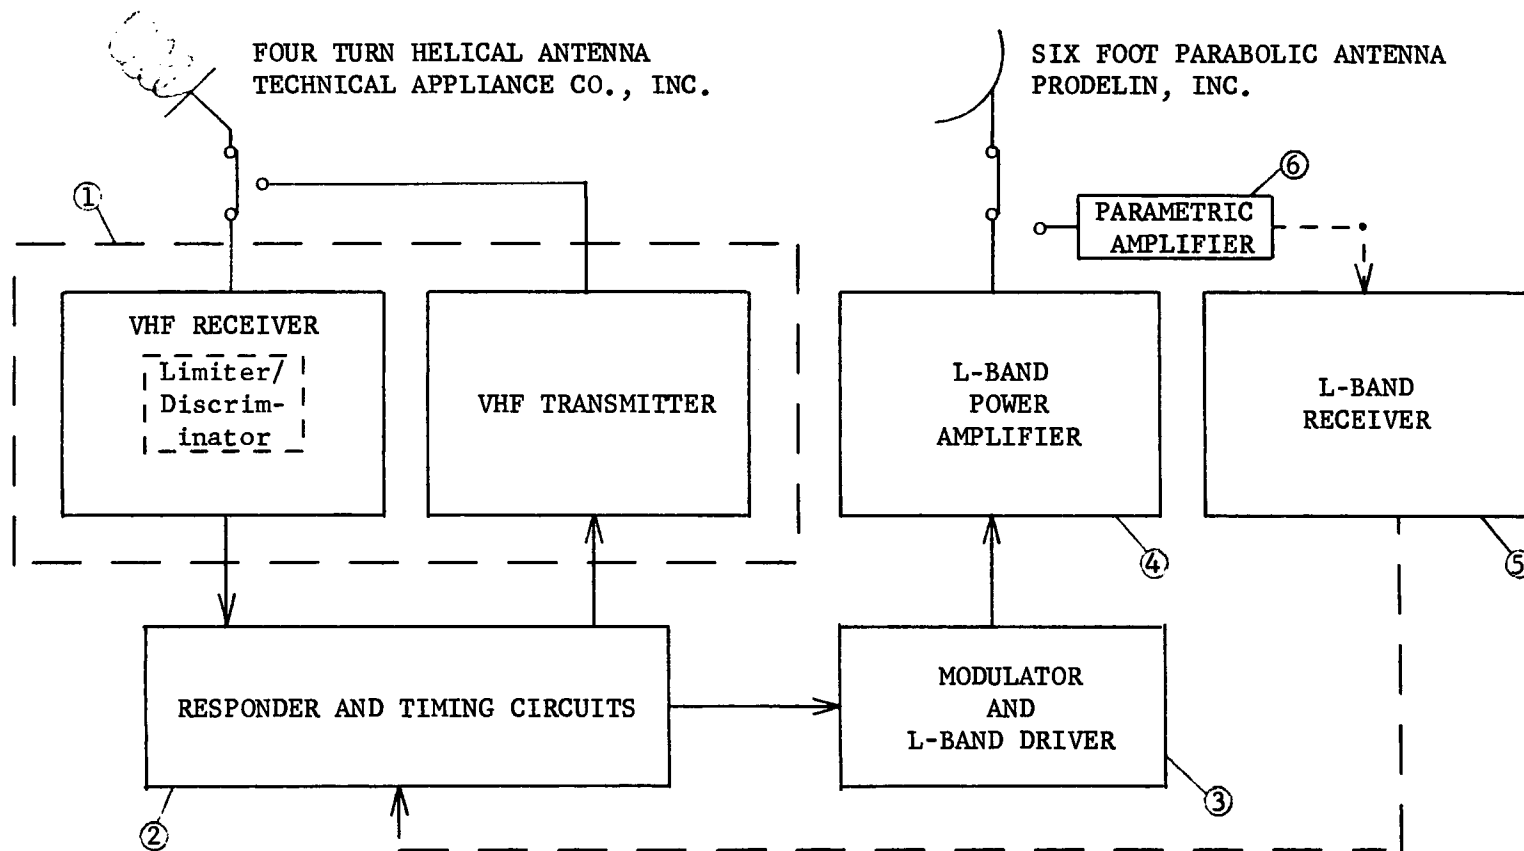 FOUR TURN HELICAL ANTENNA
TECHNICAL APPLIANCE CO., INC.
SIX FOOT PARABOLIC ANTENNA
PRODELIN, INC.
①
⑥
PARAMETRIC
AMPLIFIER
VHF RECEIVER
Limiter/
Discrim-
inator
VHF TRANSMITTER
L-BAND
POWER
AMPLIFIER
L-BAND
RECEIVER
④
⑤
RESPONDER AND TIMING CIRCUITS
MODULATOR
AND
L-BAND DRIVER
②
③